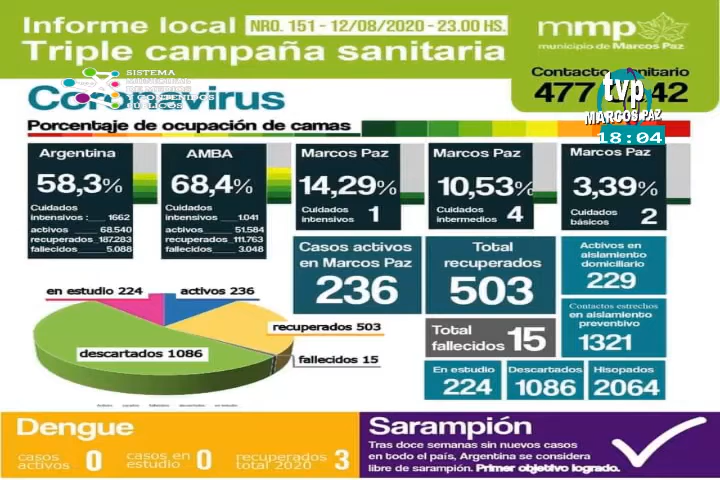 Informe local NRO. 151 - 12/08/2020 - 23.00 HS.
Triple campaña sanitaria
mmp
municipio de Marcos Paz
SISTEMA
PÚBLICOS
Coronavirus
tvp
MARCOS PAZ
18:04
Porcentaje de ocupación de camas
Argentina
58,3%
Cuidados
intensivos: 1662
activos 68.540
recuperados 187.283
fallecidos 5.088
AMBA
68,4%
Cuidados
intensivos 1.041
activos 51.584
recuperados 111.763
fallecidos 3.048
Marcos Paz
14,29%
Cuidados
intensivos 1
Marcos Paz
10,53%
Cuidados
intermedios 4
Marcos Paz
3,39%
Cuidados
básicos 2
Casos activos
en Marcos Paz
236
Total
recuperados
503
Activos en
aislamiento
domiciliario
229
Total
fallecidos 15
Contactos estrechos
en aislamiento
preventivo
1321
En estudio
224
Descartados
1086
Hisopados
2064
en estudio 224
activos 236
recuperados 503
descartados 1086
fallecidos 15
Dengue
casos
activos 0
casos en
estudio 0
recuperados
total 2020 3
Sarampión
Tras doce semanas sin nuevos casos
en todo el país, Argentina se considera
libre de sarampión. Primer objetivo logrado.